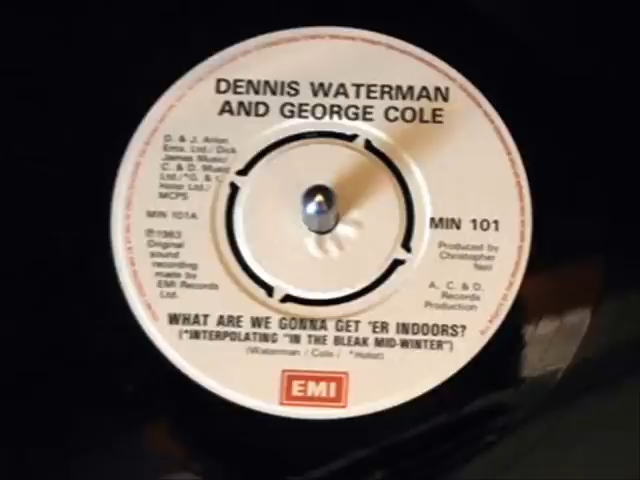 DENNIS WATERMAN
AND GEORGE COLE
D. & J. Arlon
Ents. Ltd./Dick
James Music/
C. & D. Music
Ltd./*G. & I.
Holst Ltd./
MCPS
MIN 101A
℗1983
Original
sound
recording
made by
EMI Records
Ltd.
MIN 101
Produced by
Christopher
Neil
A. C. & D.
Records
Production
WHAT ARE WE GONNA GET 'ER INDOORS?
(*INTERPOLATING "IN THE BLEAK MID-WINTER")
(Waterman / Cole / *Holst)
EMI